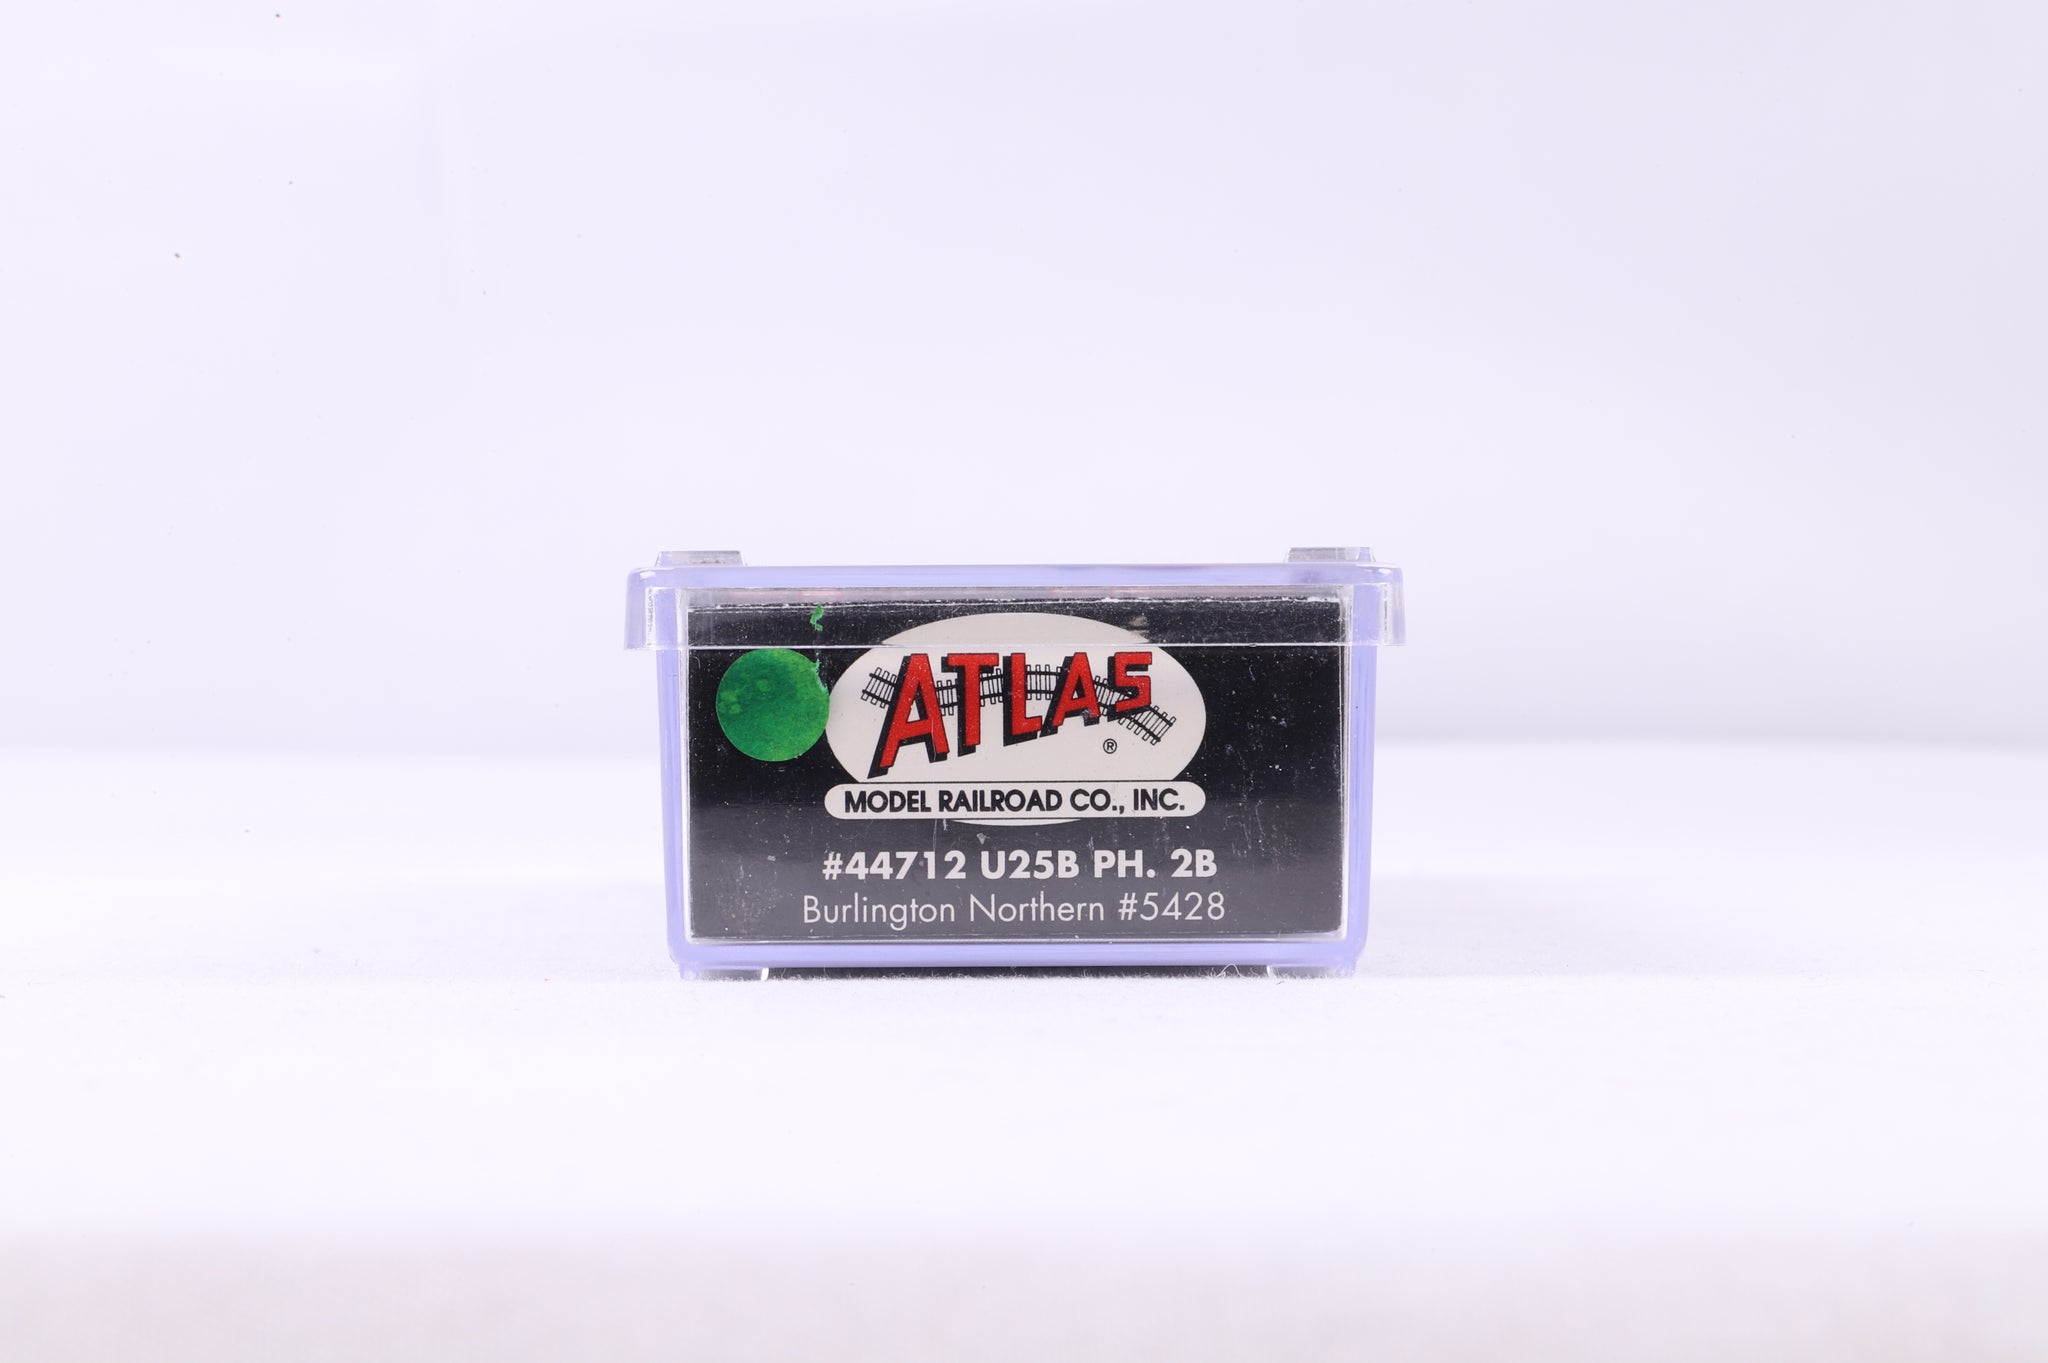 ATLAS
®
MODEL RAILROAD CO., INC.
#44712 U25B PH. 2B
Burlington Northern #5428